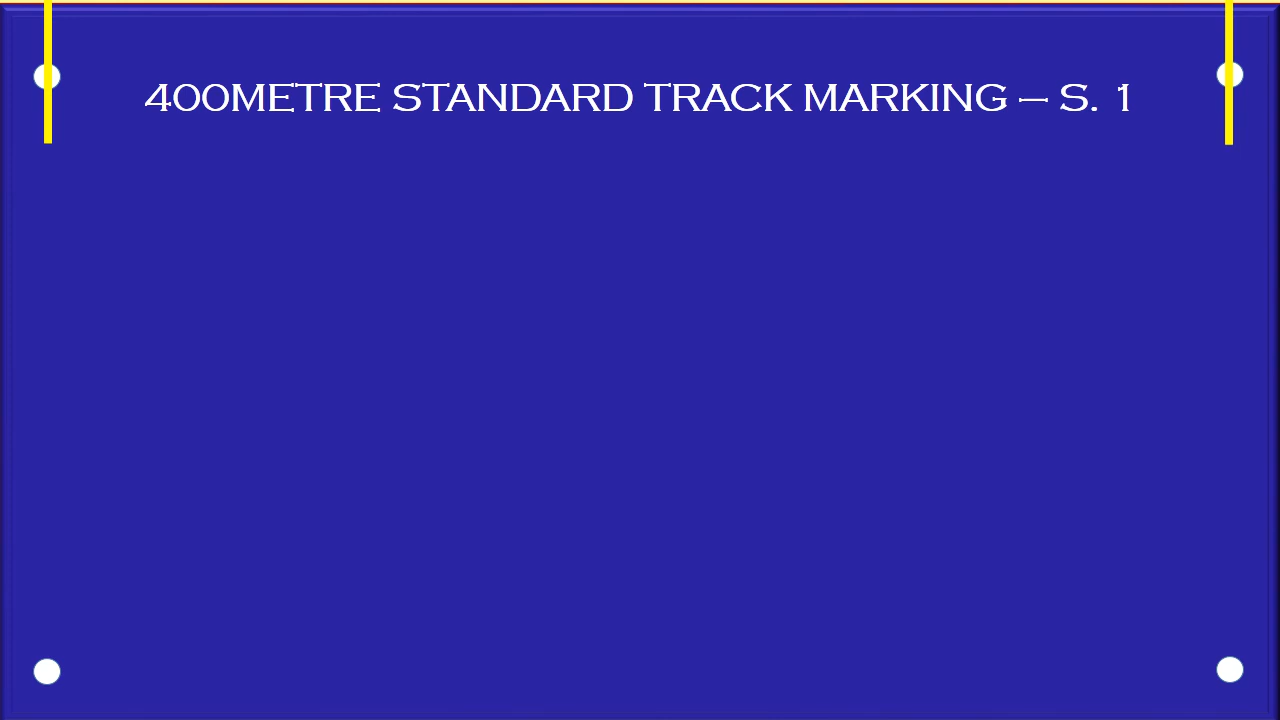 400METRE STANDARD TRACK MARKING – S. 1